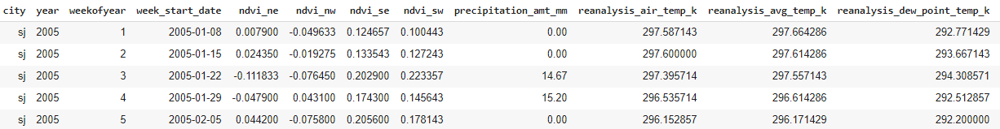 city year weekofyear week_start_date ndvi_ne ndvi_nw ndvi_se ndvi_sw precipitation_amt_mm reanalysis_air_temp_k reanalysis_avg_temp_k reanalysis_dew_point_temp_k
sj 2005 1 2005-01-08 0.007900 -0.049633 0.124657 0.100443 0.00 297.587143 297.664286 292.771429
sj 2005 2 2005-01-15 0.024350 -0.019275 0.133543 0.127243 0.00 297.600000 297.614286 293.667143
sj 2005 3 2005-01-22 -0.111833 -0.076450 0.202900 0.223357 14.67 297.395714 297.557143 294.308571
sj 2005 4 2005-01-29 -0.047900 0.043100 0.174300 0.145643 15.20 296.535714 296.614286 292.512857
sj 2005 5 2005-02-05 0.044200 -0.075800 0.205600 0.178143 0.00 296.152857 296.171429 292.200000